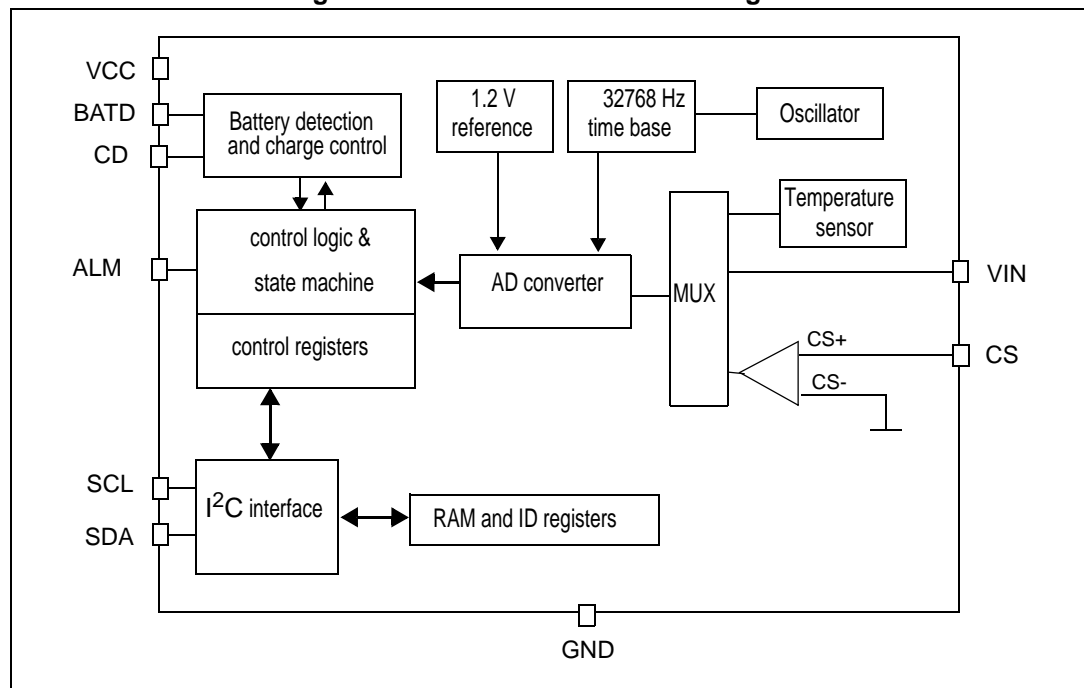 VCC
BATD
CD
ALM
SCL
SDA
Battery detection
and charge control
1.2 V
reference
32768 Hz
time base
Oscillator
Temperature
sensor
control logic &
state machine
control registers
AD converter
MUX
VIN
CS+
CS
CS-
I²C interface
RAM and ID registers
GND